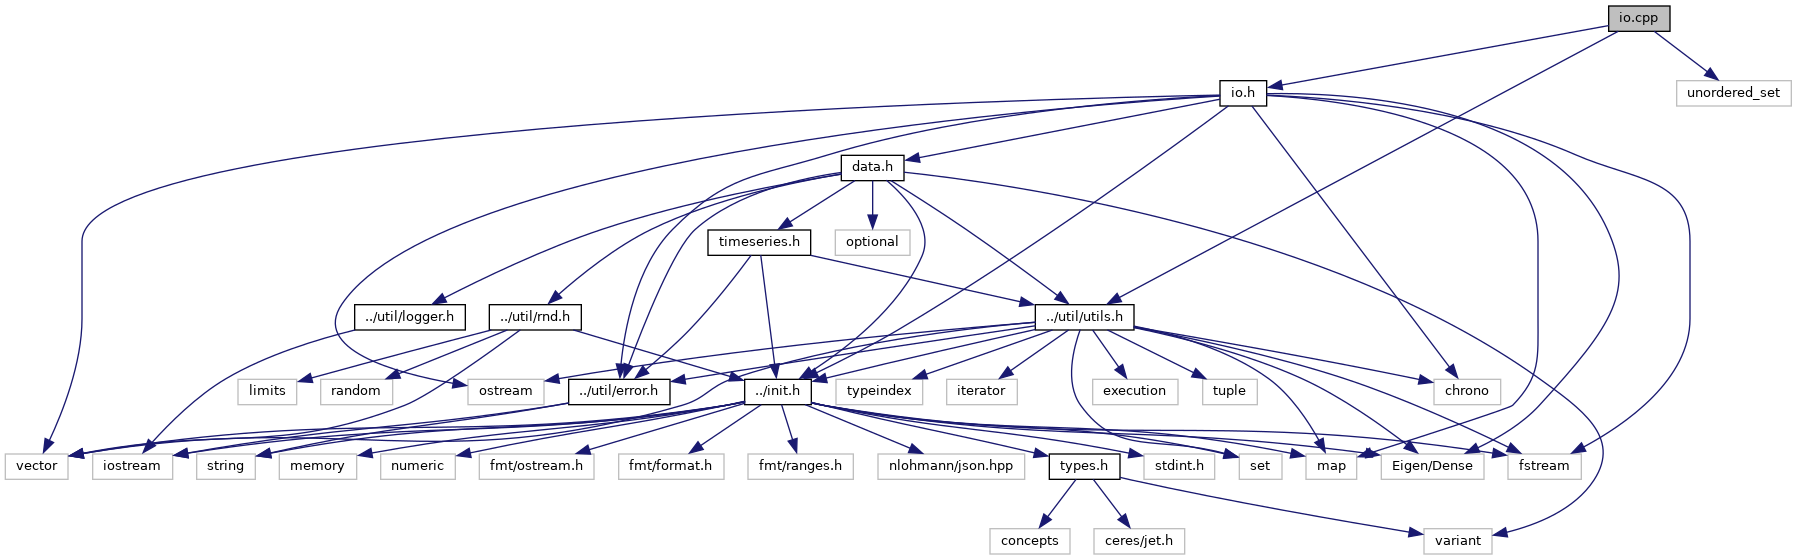 io.cpp
io.h
unordered_set
data.h
timeseries.h
optional
../util/logger.h
../util/rnd.h
../util/utils.h
limits
random
ostream
../util/error.h
../init.h
typeindex
iterator
execution
tuple
chrono
vector
iostream
string
memory
numeric
fmt/ostream.h
fmt/format.h
fmt/ranges.h
nlohmann/json.hpp
types.h
stdint.h
set
map
Eigen/Dense
fstream
concepts
ceres/jet.h
variant